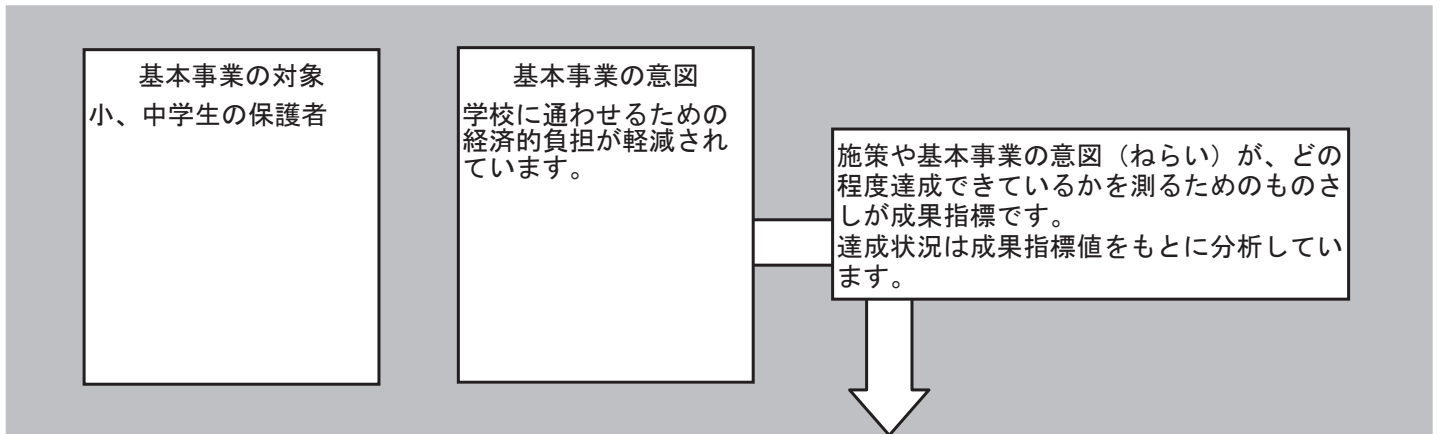 基本事業の対象
小、中学生の保護者
基本事業の意図
学校に通わせるための
経済的負担が軽減され
ています。
施策や基本事業の意図（ねらい）が、どの
程度達成できているかを測るためのものさ
しが成果指標です。
達成状況は成果指標値をもとに分析してい
ます。